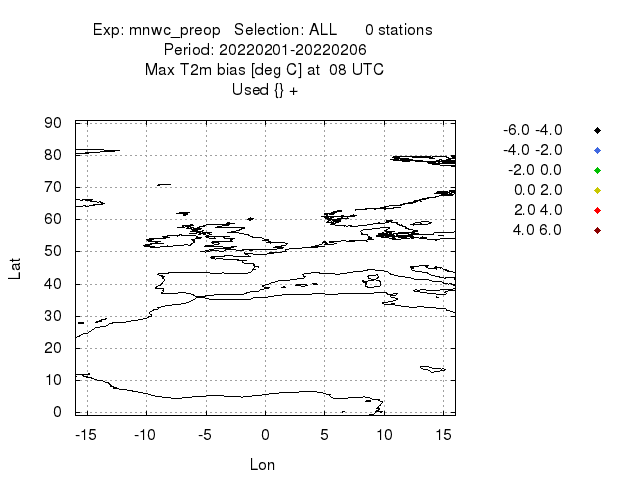 Exp: mnwc_preop   Selection: ALL      0 stations
Period: 20220201-20220206
Max T2m bias [deg C] at  08 UTC
Used {} +
-6.0 -4.0
-4.0 -2.0
-2.0 0.0
0.0 2.0
2.0 4.0
4.0 6.0
90
80
70
60
50
40
30
20
10
0
Lat
-15 -10 -5 0 5 10 15
Lon